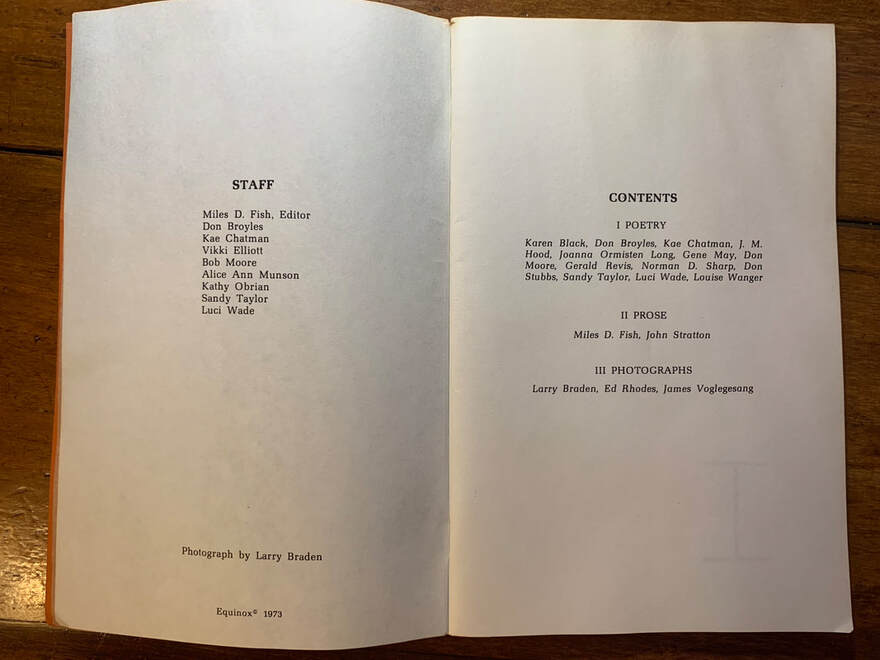 STAFF
Miles D. Fish, Editor
Don Broyles
Kae Chatman
Vikki Elliott
Bob Moore
Alice Ann Munson
Kathy Obrian
Sandy Taylor
Luci Wade
Photograph by Larry Braden
Equinox© 1973
CONTENTS
I POETRY
Karen Black, Don Broyles, Kae Chatman, J. M.
Hood, Joanna Ormisten Long, Gene May, Don
Moore, Gerald Revis, Norman D. Sharp, Don
Stubbs, Sandy Taylor, Luci Wade, Louise Wanger
II PROSE
Miles D. Fish, John Stratton
III PHOTOGRAPHS
Larry Braden, Ed Rhodes, James Voglegesang
I